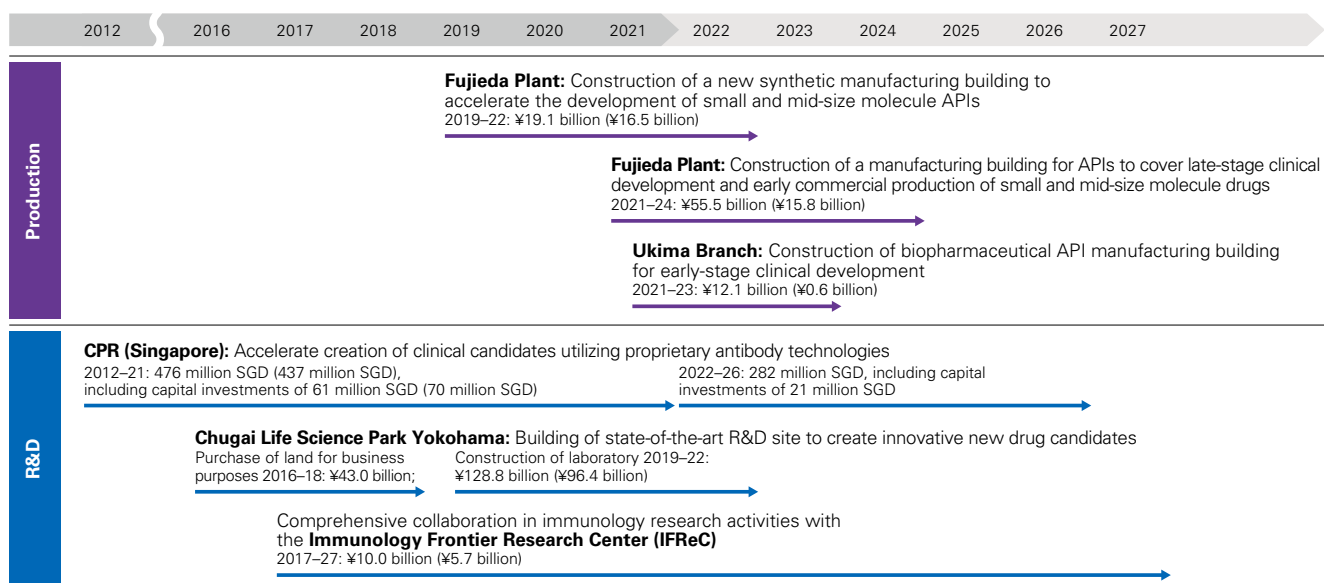 2012 2016 2017 2018 2019 2020 2021 2022 2023 2024 2025 2026 2027
Production
Fujieda Plant: Construction of a new synthetic manufacturing building to
accelerate the development of small and mid-size molecule APIs
2019–22: ¥19.1 billion (¥16.5 billion)
Fujieda Plant: Construction of a manufacturing building for APIs to cover late-stage clinical
development and early commercial production of small and mid-size molecule drugs
2021–24: ¥55.5 billion (¥15.8 billion)
Ukima Branch: Construction of biopharmaceutical API manufacturing building
for early-stage clinical development
2021–23: ¥12.1 billion (¥0.6 billion)
R&D
CPR (Singapore): Accelerate creation of clinical candidates utilizing proprietary antibody technologies
2012–21: 476 million SGD (437 million SGD),
including capital investments of 61 million SGD (70 million SGD)
2022–26: 282 million SGD, including capital
investments of 21 million SGD
Chugai Life Science Park Yokohama: Building of state-of-the-art R&D site to create innovative new drug candidates
Purchase of land for business
purposes 2016–18: ¥43.0 billion;
Construction of laboratory 2019–22:
¥128.8 billion (¥96.4 billion)
Comprehensive collaboration in immunology research activities with
the Immunology Frontier Research Center (IFReC)
2017–27: ¥10.0 billion (¥5.7 billion)